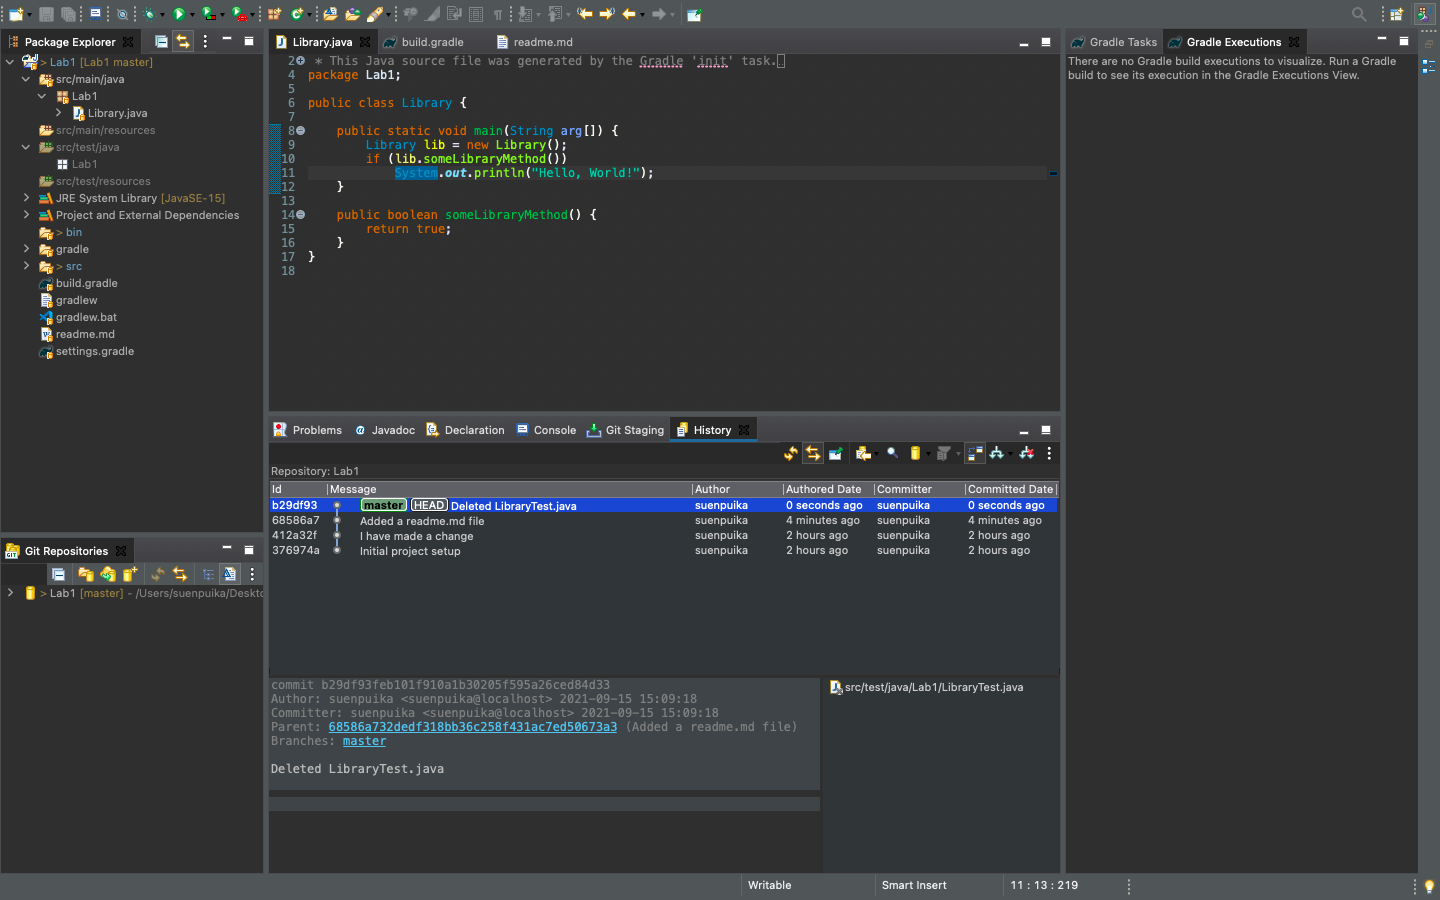 Package Explorer
> Lab1 [Lab1 master]
src/main/java
Lab1
Library.java
src/main/resources
src/test/java
Lab1
src/test/resources
JRE System Library [JavaSE-15]
Project and External Dependencies
> bin
gradle
> src
build.gradle
gradlew
gradlew.bat
readme.md
settings.gradle
Git Repositories
> Lab1 [master] - /Users/suenpuika/Deskto
Library.java
build.gradle
readme.md
2 * This Java source file was generated by the Gradle 'init' task.
4 package Lab1;
5
6 public class Library {
7
8 public static void main(String arg[]) {
9 Library lib = new Library();
10 if (lib.someLibraryMethod())
11 System.out.println("Hello, World!");
12 }
13
14 public boolean someLibraryMethod() {
15 return true;
16 }
17 }
18
Problems Javadoc Declaration Console Git Staging History
Repository: Lab1
Id Message Author Authored Date Committer Committed Date
b29df93 master HEAD Deleted LibraryTest.java suenpuika 0 seconds ago suenpuika 0 seconds ago
68586a7 Added a readme.md file suenpuika 4 minutes ago suenpuika 4 minutes ago
412a32f I have made a change suenpuika 2 hours ago suenpuika 2 hours ago
376974a Initial project setup suenpuika 2 hours ago suenpuika 2 hours ago
commit b29df93feb101f910a1b30205f595a26ced84d33
Author: suenpuika <suenpuika@localhost> 2021-09-15 15:09:18
Committer: suenpuika <suenpuika@localhost> 2021-09-15 15:09:18
Parent: 68586a732dedf318bb36c258f431ac7ed50673a3 (Added a readme.md file)
Branches: master
Deleted LibraryTest.java
src/test/java/Lab1/LibraryTest.java
Gradle Tasks Gradle Executions
There are no Gradle build executions to visualize. Run a Gradle
build to see its execution in the Gradle Executions View.
Writable Smart Insert 11 : 13 : 219